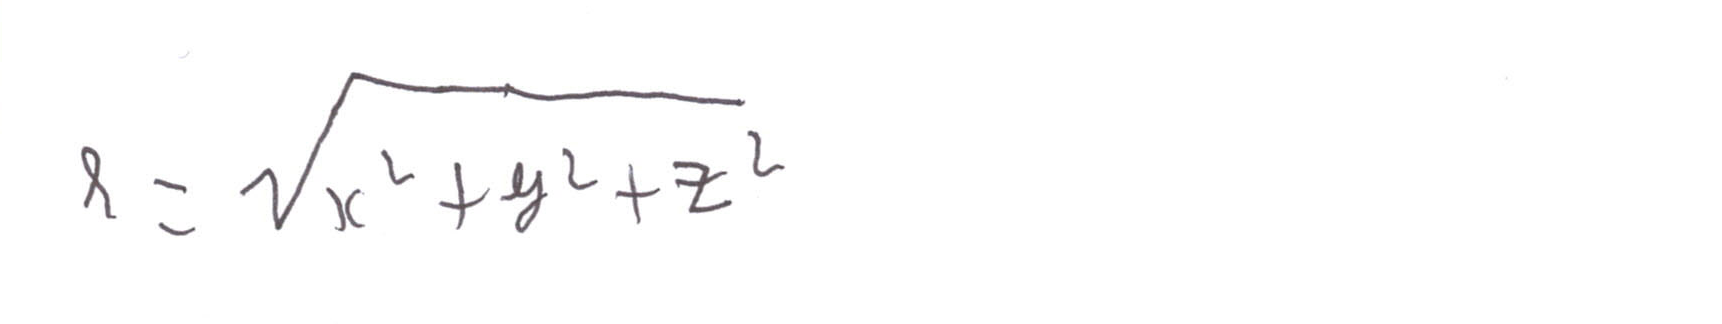 r = √x² + y² + z²